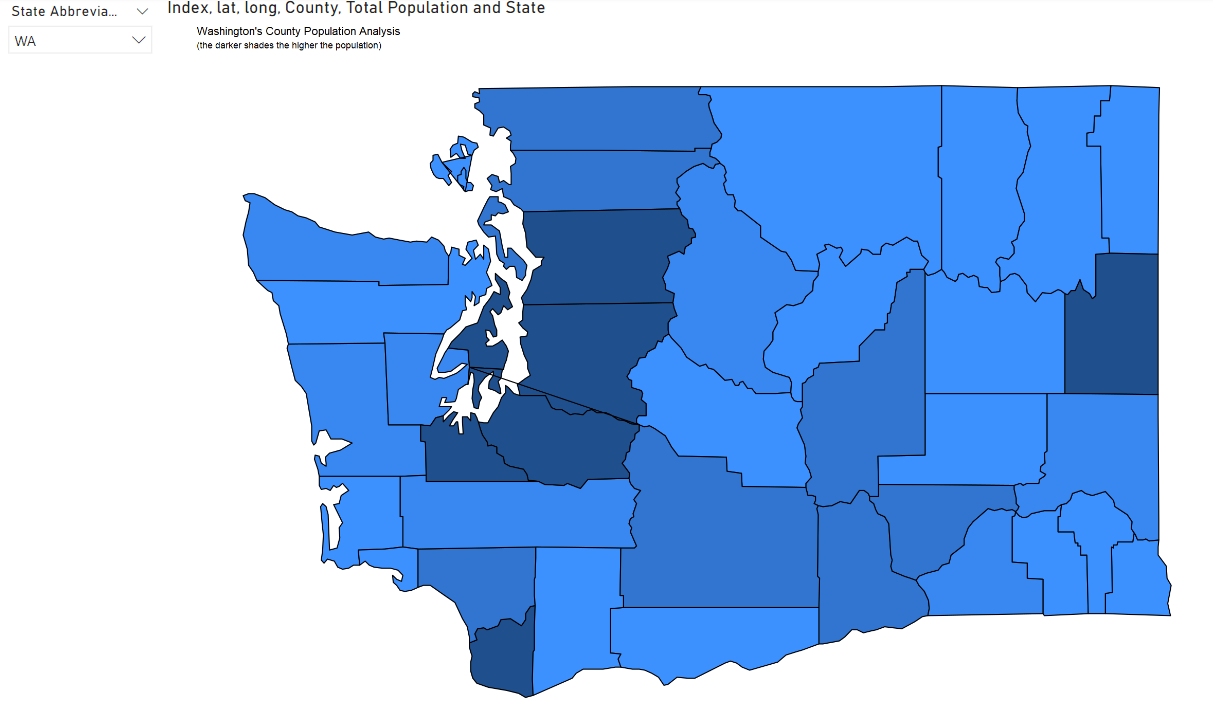 State Abbrevia...
Index, lat, long, County, Total Population and State
WA
Washington's County Population Analysis
(the darker shades the higher the population)